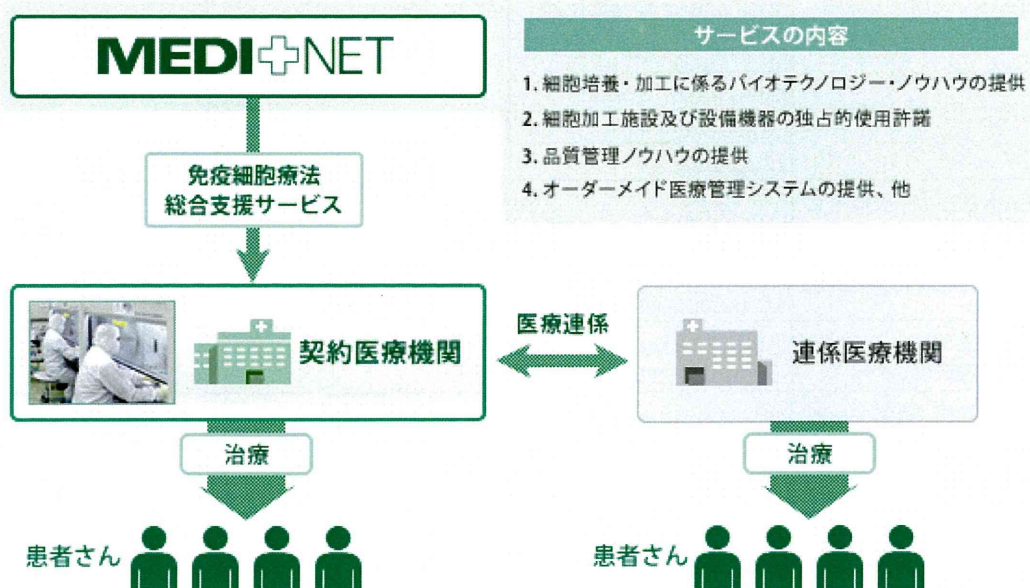 MEDI NET
サービスの内容
1. 細胞培養・加工に係るバイオテクノロジー・ノウハウの提供
2. 細胞加工施設及び設備機器の独占的使用許諾
3. 品質管理ノウハウの提供
4. オーダーメイド医療管理システムの提供、他
免疫細胞療法
総合支援サービス
契約医療機関
医療連係
連係医療機関
治療
治療
患者さん
患者さん